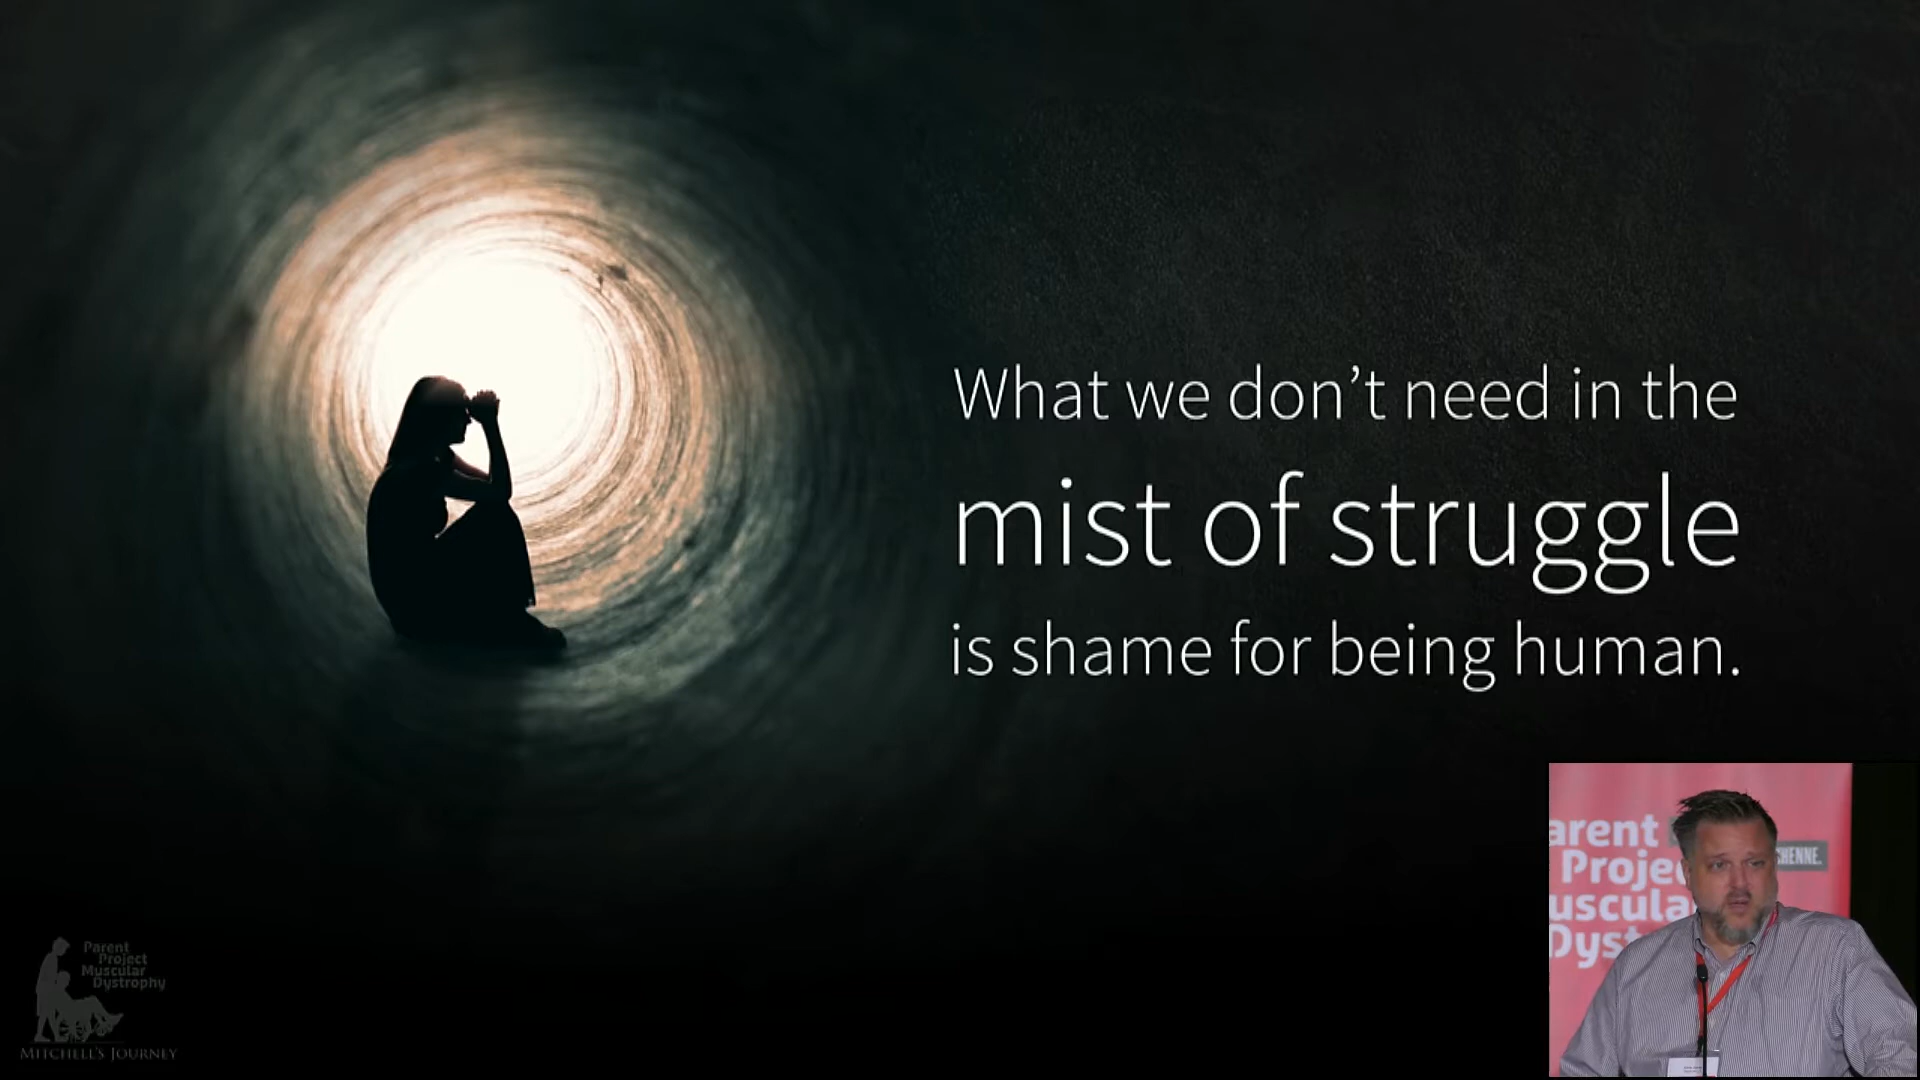 What we don’t need in the
mist of struggle
is shame for being human.
Parent
Project
Muscular
Dystrophy
MITCHELL'S JOURNEY
arent
Projec
uscula
Dyst
CHENNE.